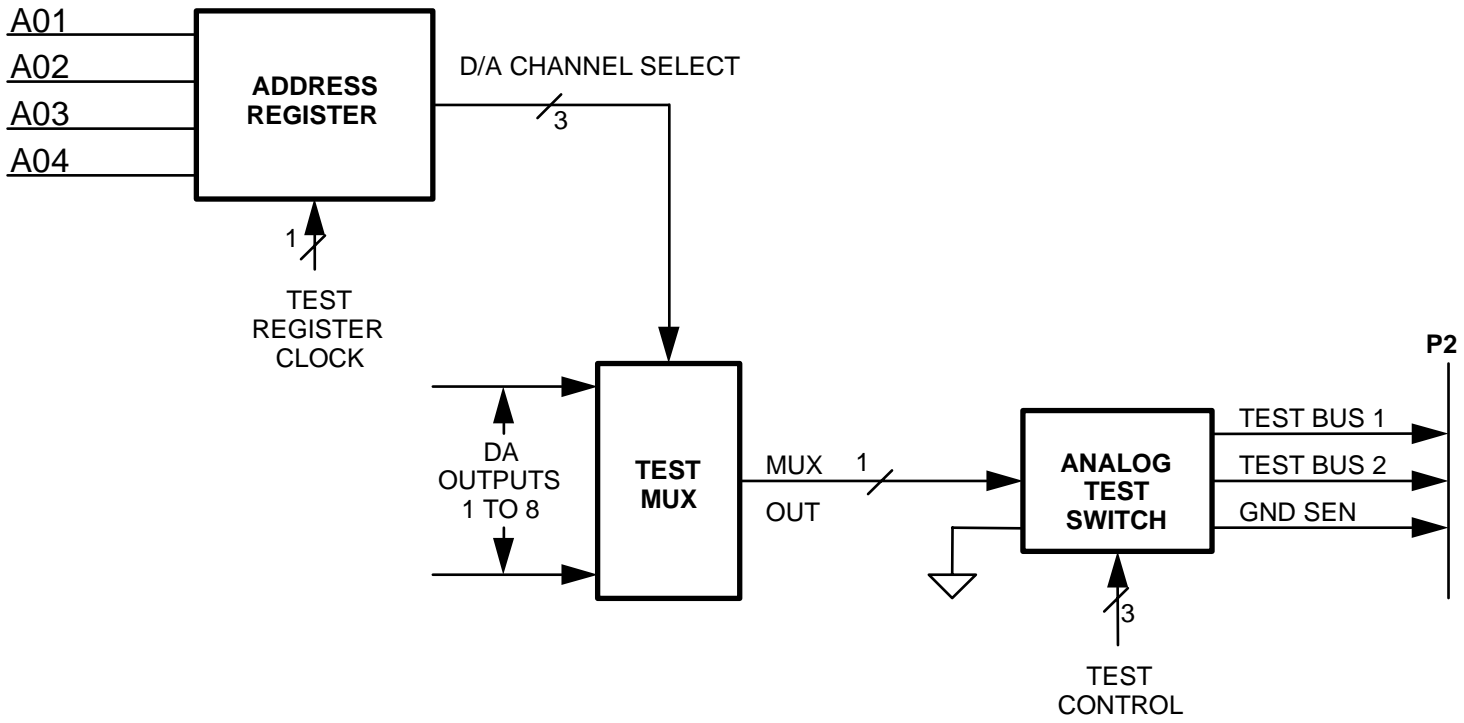 A01
A02
A03
A04
ADDRESS
REGISTER
D/A CHANNEL SELECT
3
1
TEST
REGISTER
CLOCK
DA
OUTPUTS
1 TO 8
TEST
MUX
MUX
OUT
1
ANALOG
TEST
SWITCH
3
TEST
CONTROL
P2
TEST BUS 1
TEST BUS 2
GND SEN